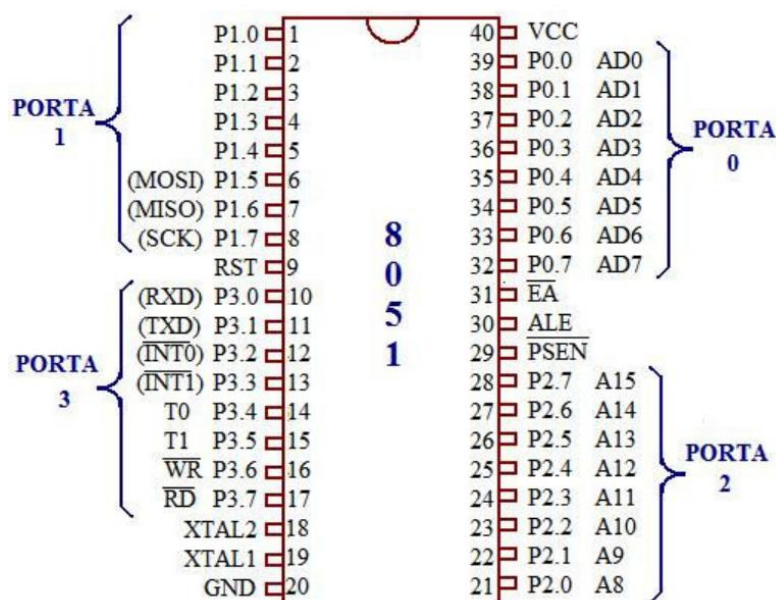 PORTA
1
P1.0 1
P1.1 2
P1.2 3
P1.3 4
P1.4 5
(MOSI) P1.5 6
(MISO) P1.6 7
(SCK) P1.7 8
RST 9
PORTA
3
(RXD) P3.0 10
(TXD) P3.1 11
(I̅N̅T̅0̅) P3.2 12
(I̅N̅T̅1̅) P3.3 13
T0 P3.4 14
T1 P3.5 15
W̅R̅ P3.6 16
R̅D̅ P3.7 17
XTAL2 18
XTAL1 19
GND 20
8
0
5
1
40 VCC
39 P0.0 AD0
38 P0.1 AD1
37 P0.2 AD2
36 P0.3 AD3
35 P0.4 AD4
34 P0.5 AD5
33 P0.6 AD6
32 P0.7 AD7
PORTA
0
31 E̅A̅
30 ALE
29 P̅S̅E̅N̅
28 P2.7 A15
27 P2.6 A14
26 P2.5 A13
25 P2.4 A12
24 P2.3 A11
23 P2.2 A10
22 P2.1 A9
21 P2.0 A8
PORTA
2